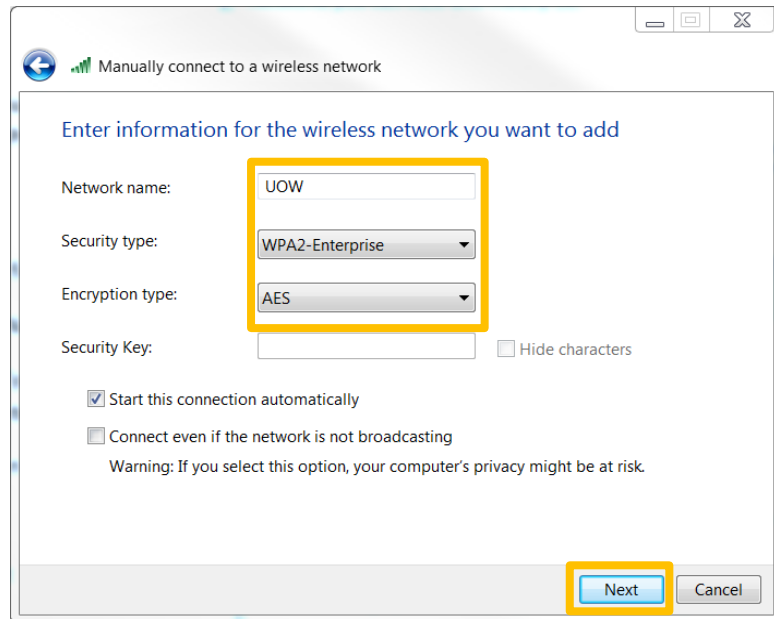 Manually connect to a wireless network
Enter information for the wireless network you want to add
Network name: UOW
Security type: WPA2-Enterprise
Encryption type: AES
Security Key:
Hide characters
Start this connection automatically
Connect even if the network is not broadcasting
Warning: If you select this option, your computer's privacy might be at risk.
Next Cancel